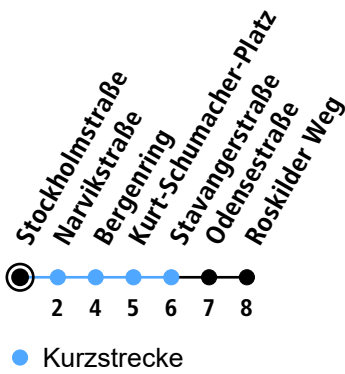 Stockholmstraße
Narvikstraße
Bergenring
Kurt-Schumacher-Platz
Stavangerstraße
Odensestraße
Roskilder Weg
2 4 5 6 7 8
Kurzstrecke